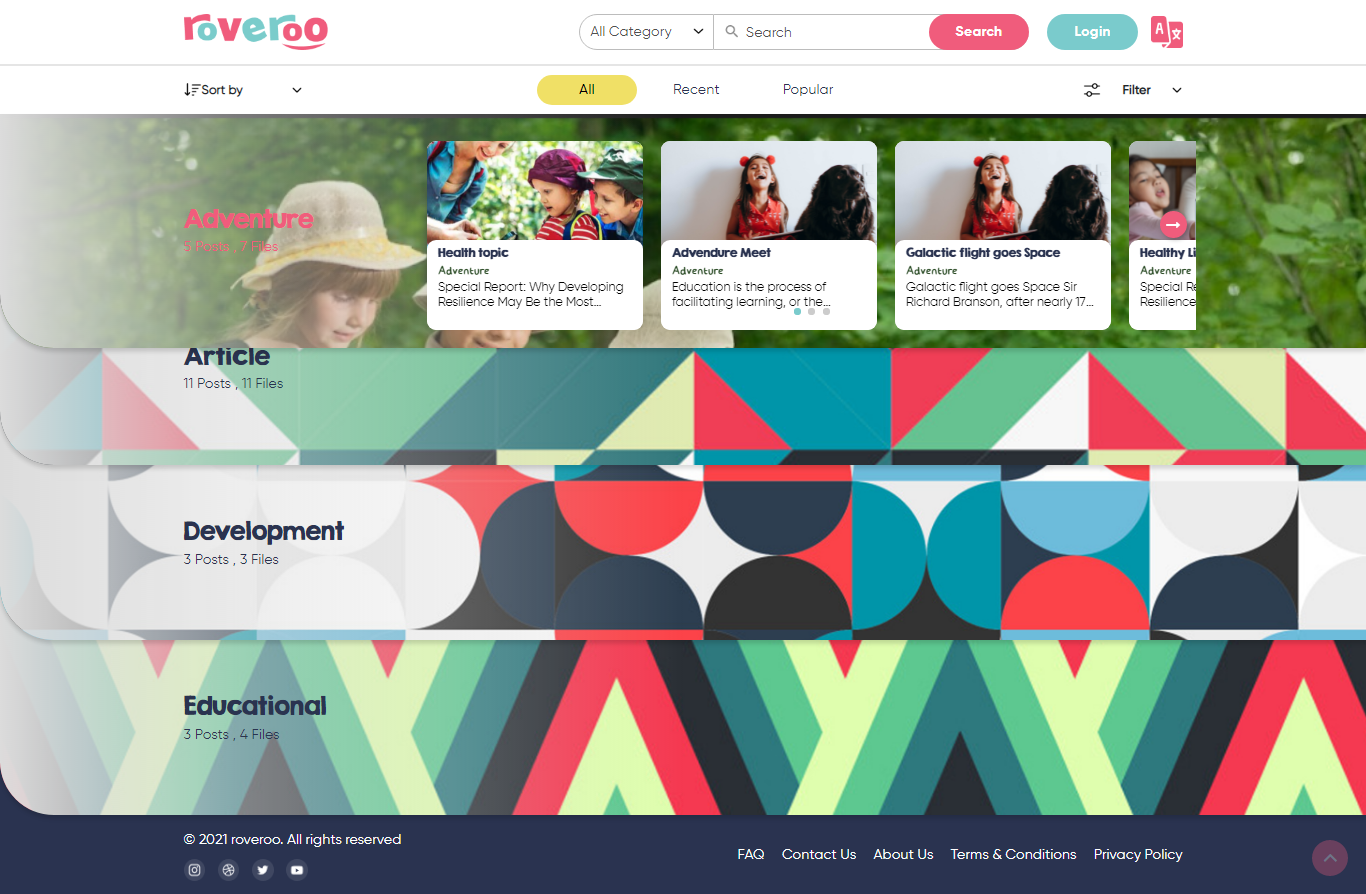 roveroo
All Category
Search
Search
Login
A
Sort by
All
Recent
Popular
Filter
Adventure
5 Posts , 7 Files
Health topic
Adventure
Special Report: Why Developing
Resilience May Be the Most...
Advendure Meet
Adventure
Education is the process of
facilitating learning, or the...
Galactic flight goes Space
Adventure
Galactic flight goes Space Sir
Richard Branson, after nearly 17...
Healthy Li
Adventure
Special Re
Resilience
Article
11 Posts , 11 Files
Development
3 Posts , 3 Files
Educational
3 Posts , 4 Files
© 2021 roveroo. All rights reserved
FAQ
Contact Us
About Us
Terms & Conditions
Privacy Policy